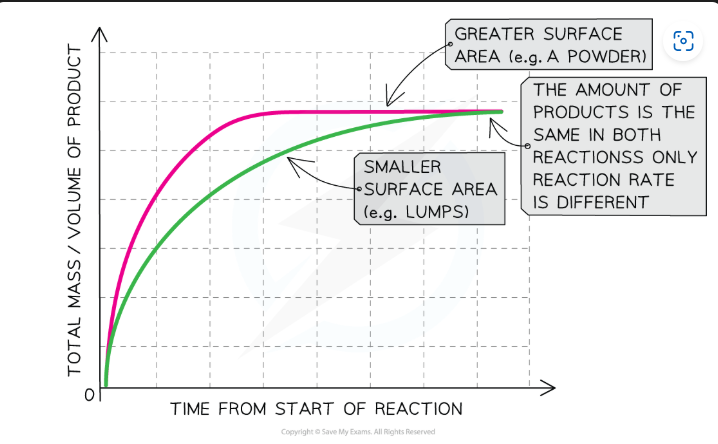 GREATER SURFACE
AREA (e.g. A POWDER)
THE AMOUNT OF
PRODUCTS IS THE
SAME IN BOTH
REACTIONSS ONLY
REACTION RATE
IS DIFFERENT
SMALLER
SURFACE AREA
(e.g. LUMPS)
TOTAL MASS / VOLUME OF PRODUCT
0
TIME FROM START OF REACTION
Copyright © Save My Exams. All Rights Reserved